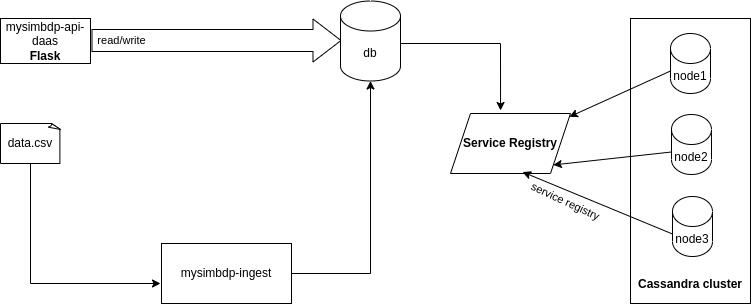 mysimbdp-api-
daas
Flask
read/write
db
node1
data.csv
Service Registry
node2
service registry
node3
mysimbdp-ingest
Cassandra cluster